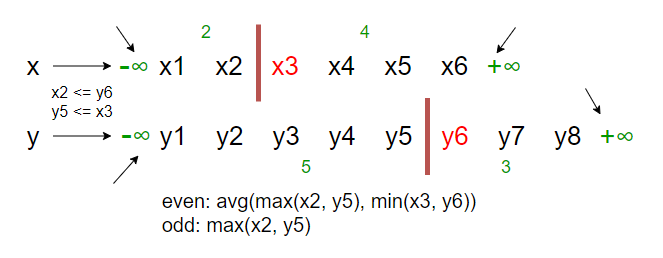 2 4
x -∞ x1 x2 x3 x4 x5 x6 +∞
x2 <= y6
y5 <= x3
y -∞ y1 y2 y3 y4 y5 y6 y7 y8 +∞
5 3
even: avg(max(x2, y5), min(x3, y6))
odd: max(x2, y5)